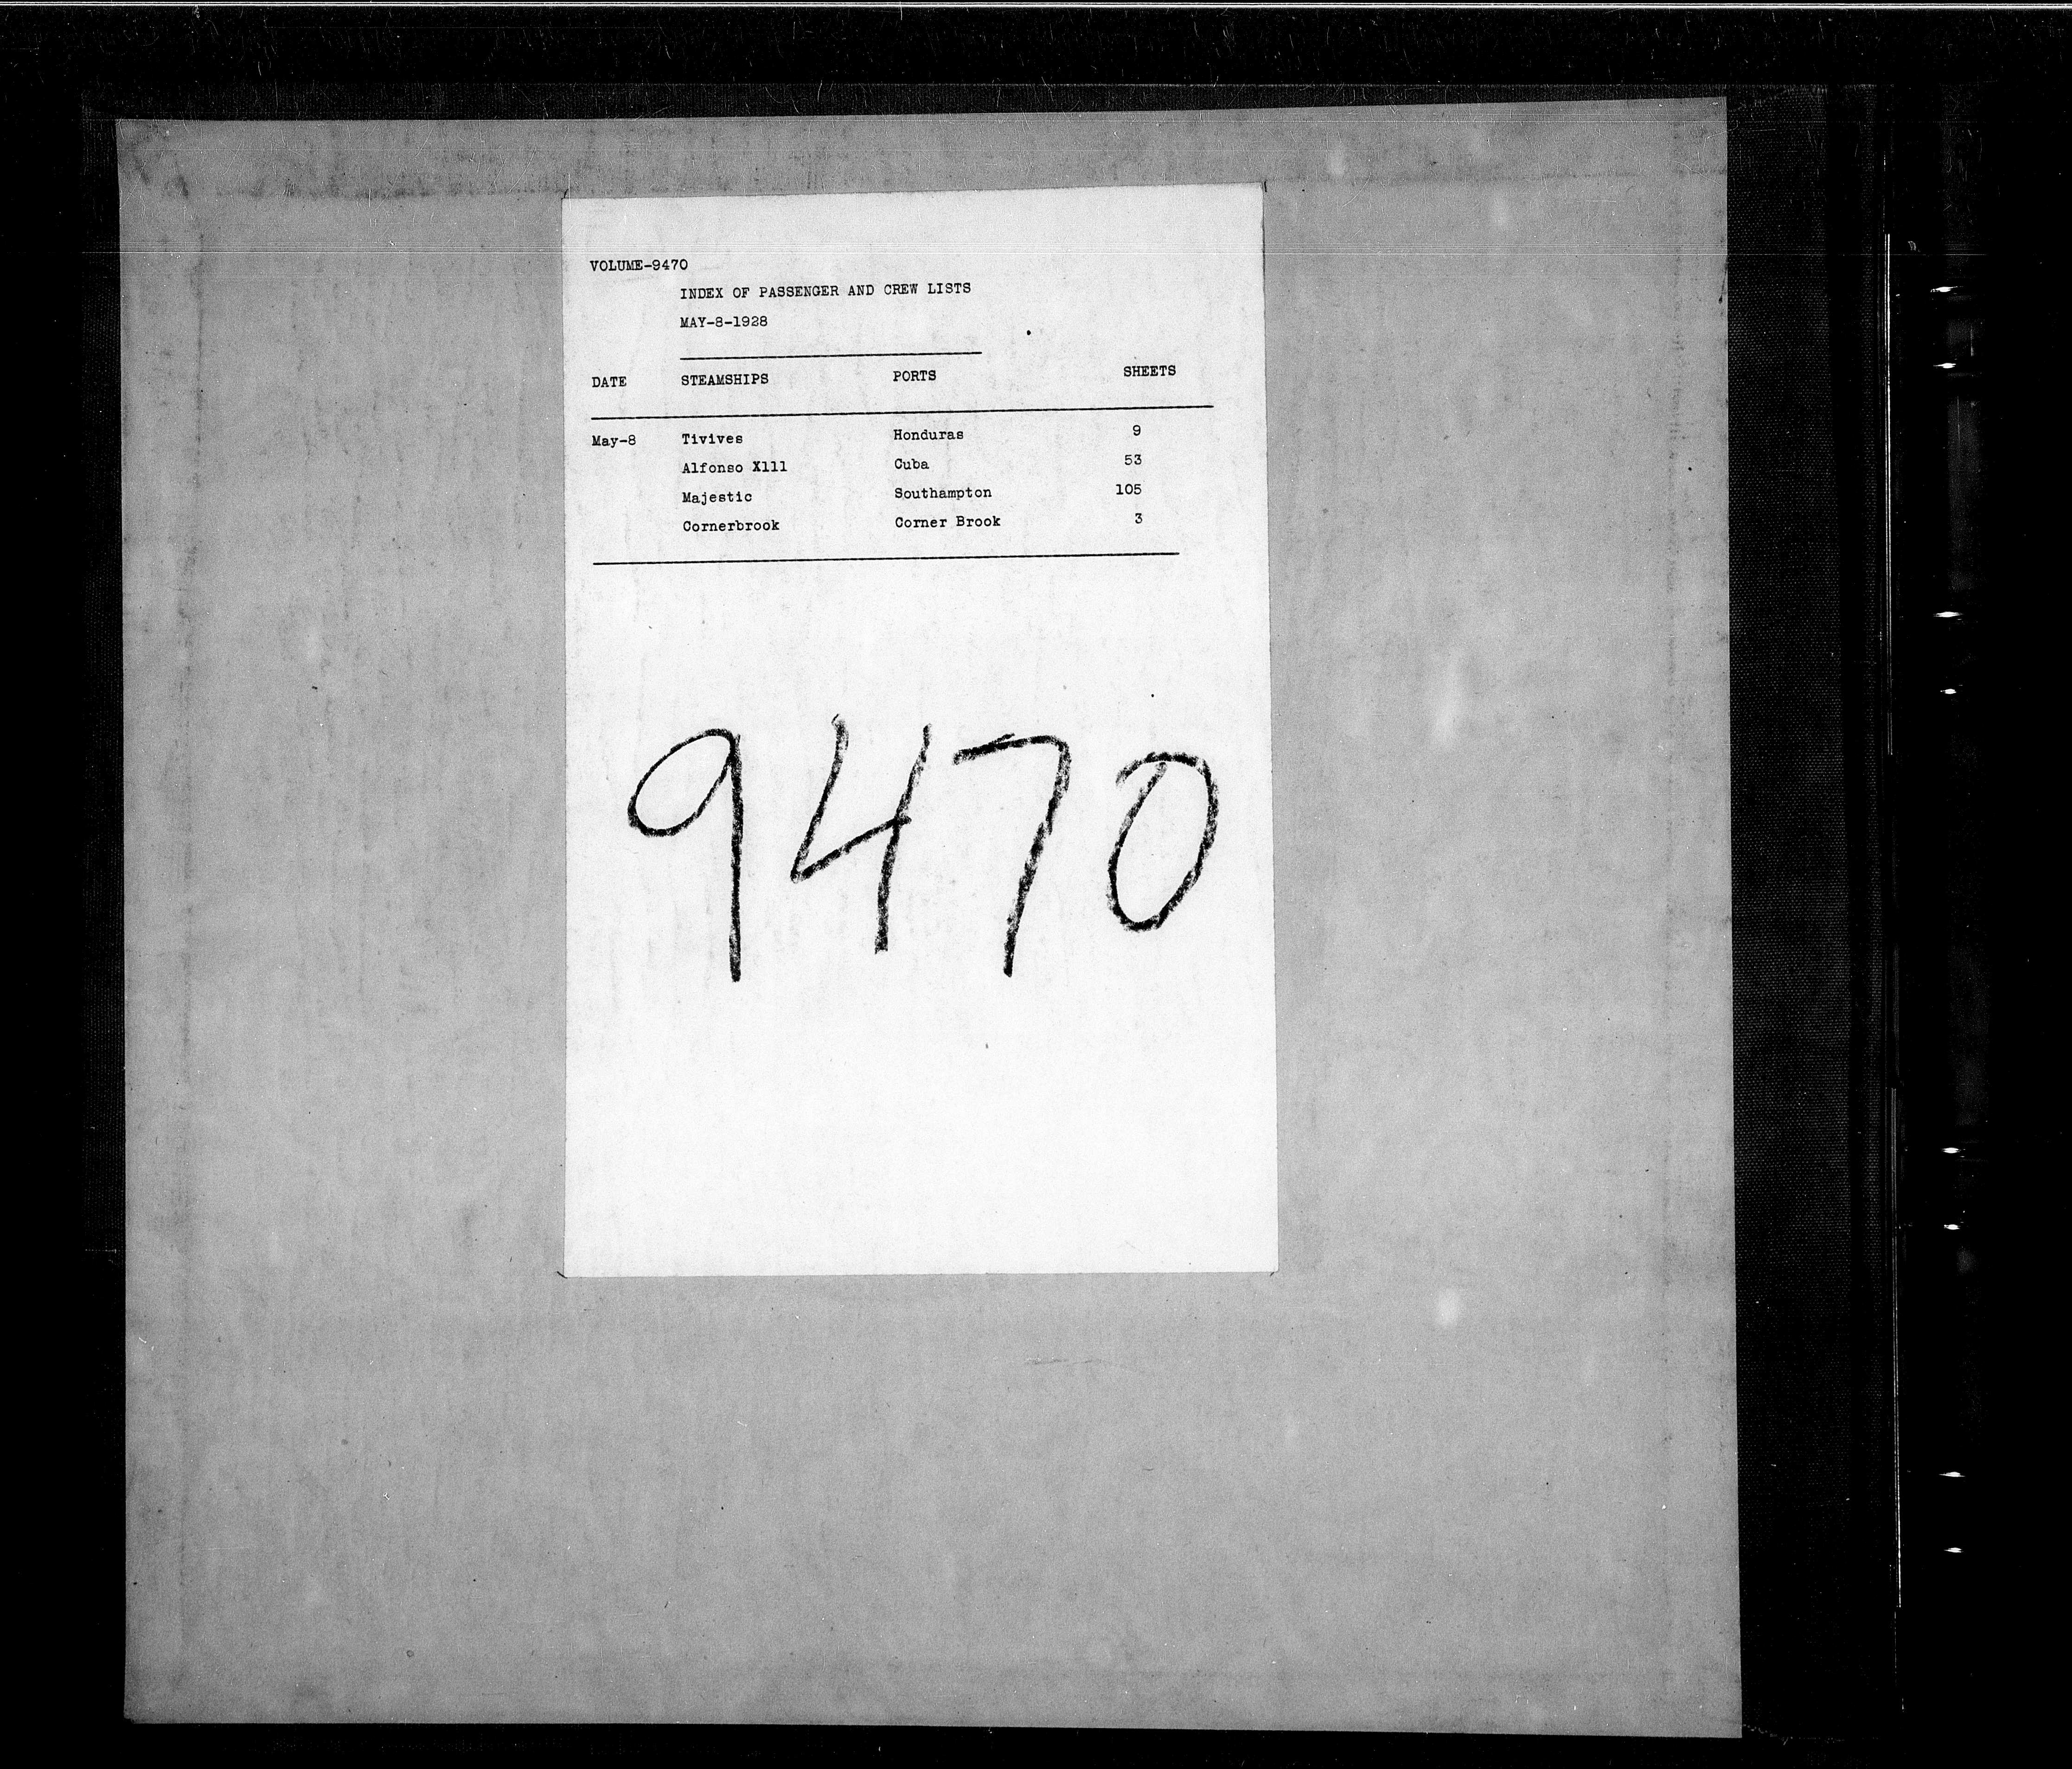 VOLUME-9470
INDEX OF PASSENGER AND CREW LISTS
MAY-8-1928
DATE STEAMSHIPS PORTS SHEETS
May-8 Tivives Honduras 9
Alfonso X111 Cuba 53
Majestic Southampton 105
Cornerbrook Corner Brook 3
9470